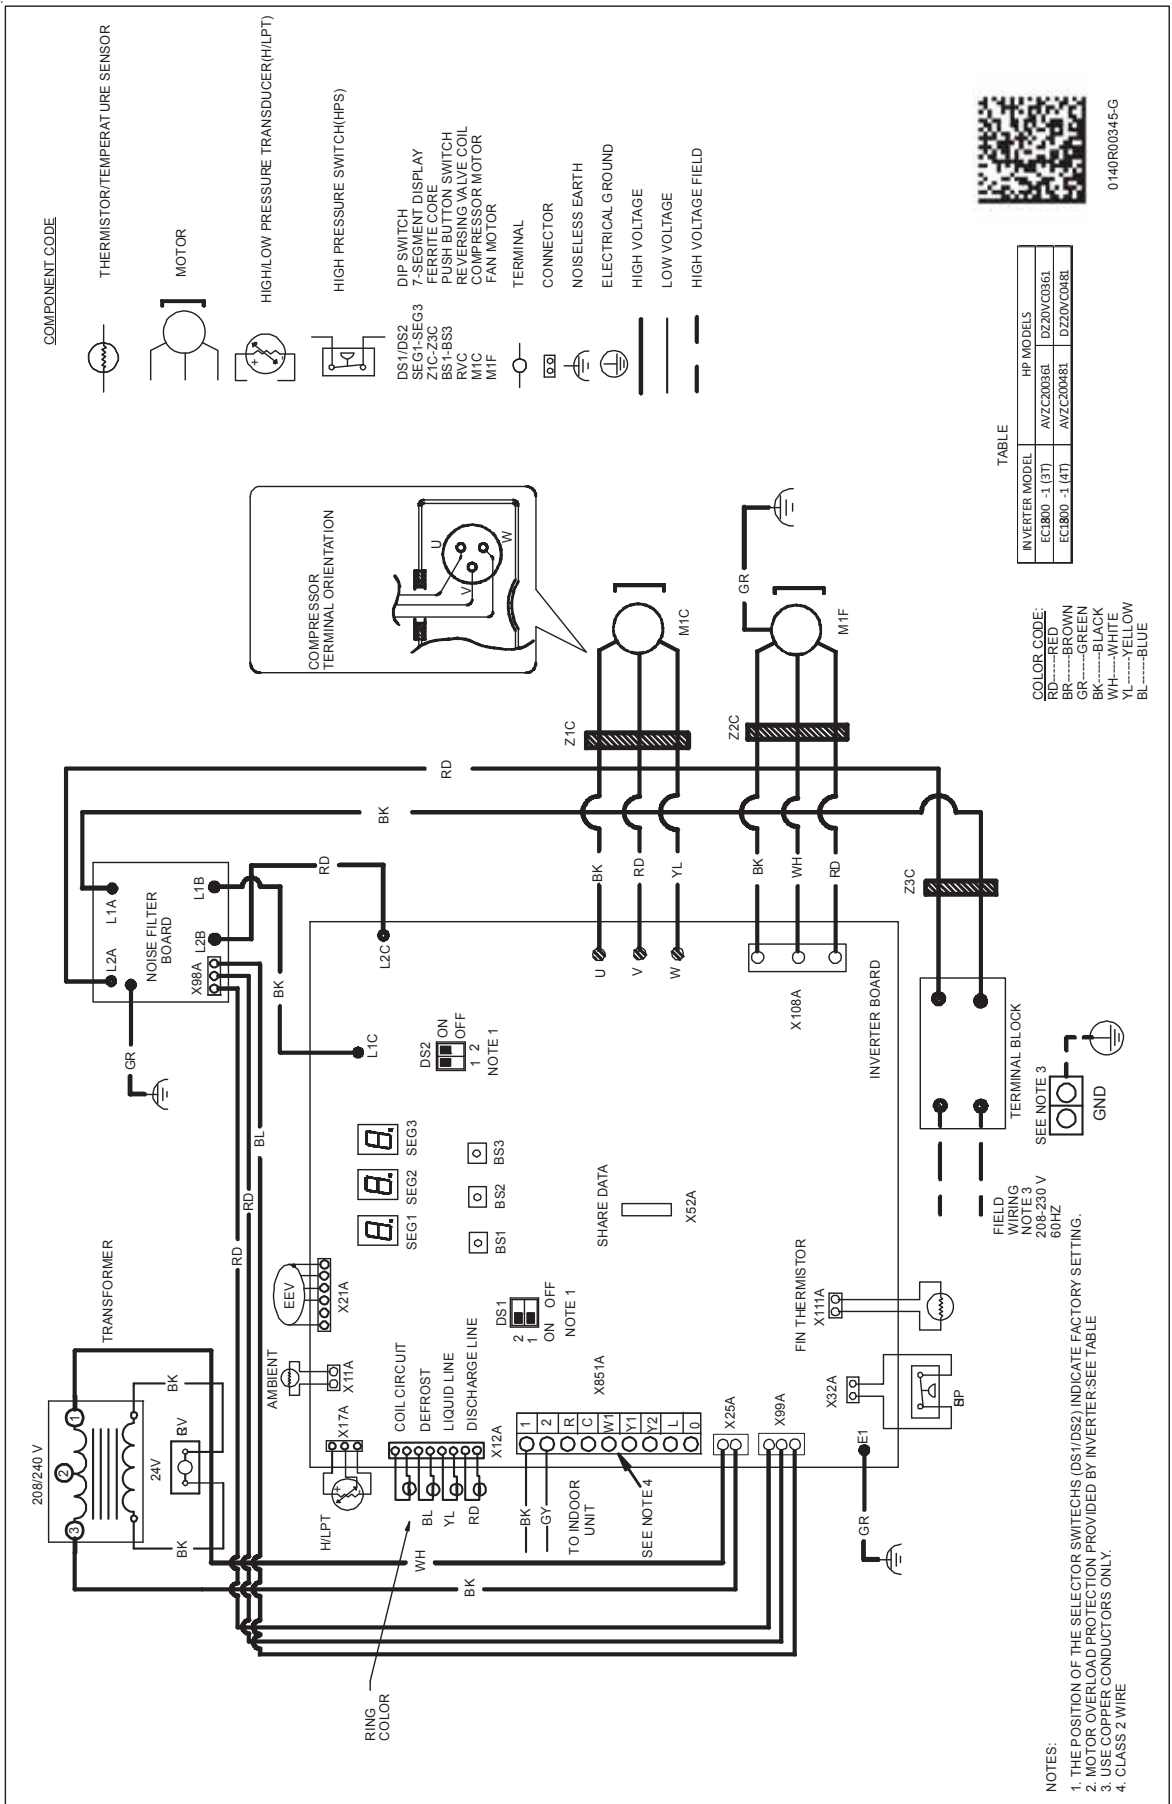 208/240 V
3
2
1
TRANSFORMER
24V
BK
BK
EEV
AMBIENT
X11A
X21A
X17A
H/LPT
RING
COLOR
COIL CIRCUIT
DEFROST
LIQUID LINE
DISCHARGE LINE
X12A
BL
YL
RD
WH
BK
BK
GY
TO INDOOR
UNIT
SEE NOTE 4
1
2
R
C
W1
Y1
Y2
L
0
X851A
X25A
X99A
X32A
E1
GR
FIN THERMISTOR
X111A
DS1
2
1
ON OFF
NOTE 1
SEG1
SEG2
SEG3
BS1
BS2
BS3
SHARE DATA
X52A
DS2
ON
OFF
1 2
NOTE 1
L1C
L2C
INVERTER BOARD
RD
RD
BL
GR
NOISE FILTER
BOARD
L2A
L1A
L2B
L1B
X98A
BK
RD
BK
RD
U
V
W
BK
RD
YL
Z1C
M1C
X108A
BK
WH
RD
Z2C
M1F
GR
Z3C
TERMINAL BLOCK
FIELD
WIRING
NOTE 3
208-230 V
60HZ
SEE NOTE 3
GND
COMPRESSOR
TERMINAL ORIENTATION
U
V
W
COMPONENT CODE
THERMISTOR/TEMPERATURE SENSOR
MOTOR
HIGH/LOW PRESSURE TRANSDUCER(H/LPT)
HIGH PRESSURE SWITCH(HPS)
DS1/DS2 DIP SWITCH
SEG1-SEG3 7-SEGMENT DISPLAY
Z1C-Z3C FERRITE CORE
BS1-BS3 PUSH BUTTON SWITCH
RVC REVERSING VALVE COIL
M1C COMPRESSOR MOTOR
M1F FAN MOTOR
TERMINAL
CONNECTOR
NOISELESS EARTH
ELECTRICAL GROUND
HIGH VOLTAGE
LOW VOLTAGE
HIGH VOLTAGE FIELD
COLOR CODE:
RD------RED
BR------BROWN
GR------GREEN
BK------BLACK
WH------WHITE
YL------YELLOW
BL------BLUE
TABLE
INVERTER MODEL HP MODELS
EC1800 -1 (3T) AVZC200361 DZ20VC0361
EC1800 -1 (4T) AVZC200481 DZ20VC0481
0140R00345-G
NOTES:
1. THE POSITION OF THE SELECTOR SWITECHS (DS1/DS2) INDICATE FACTORY SETTING.
2. MOTOR OVERLOAD PROTECTION PROVIDED BY INVERTER:SEE TABLE
3. USE COPPER CONDUCTORS ONLY.
4. CLASS 2 WIRE